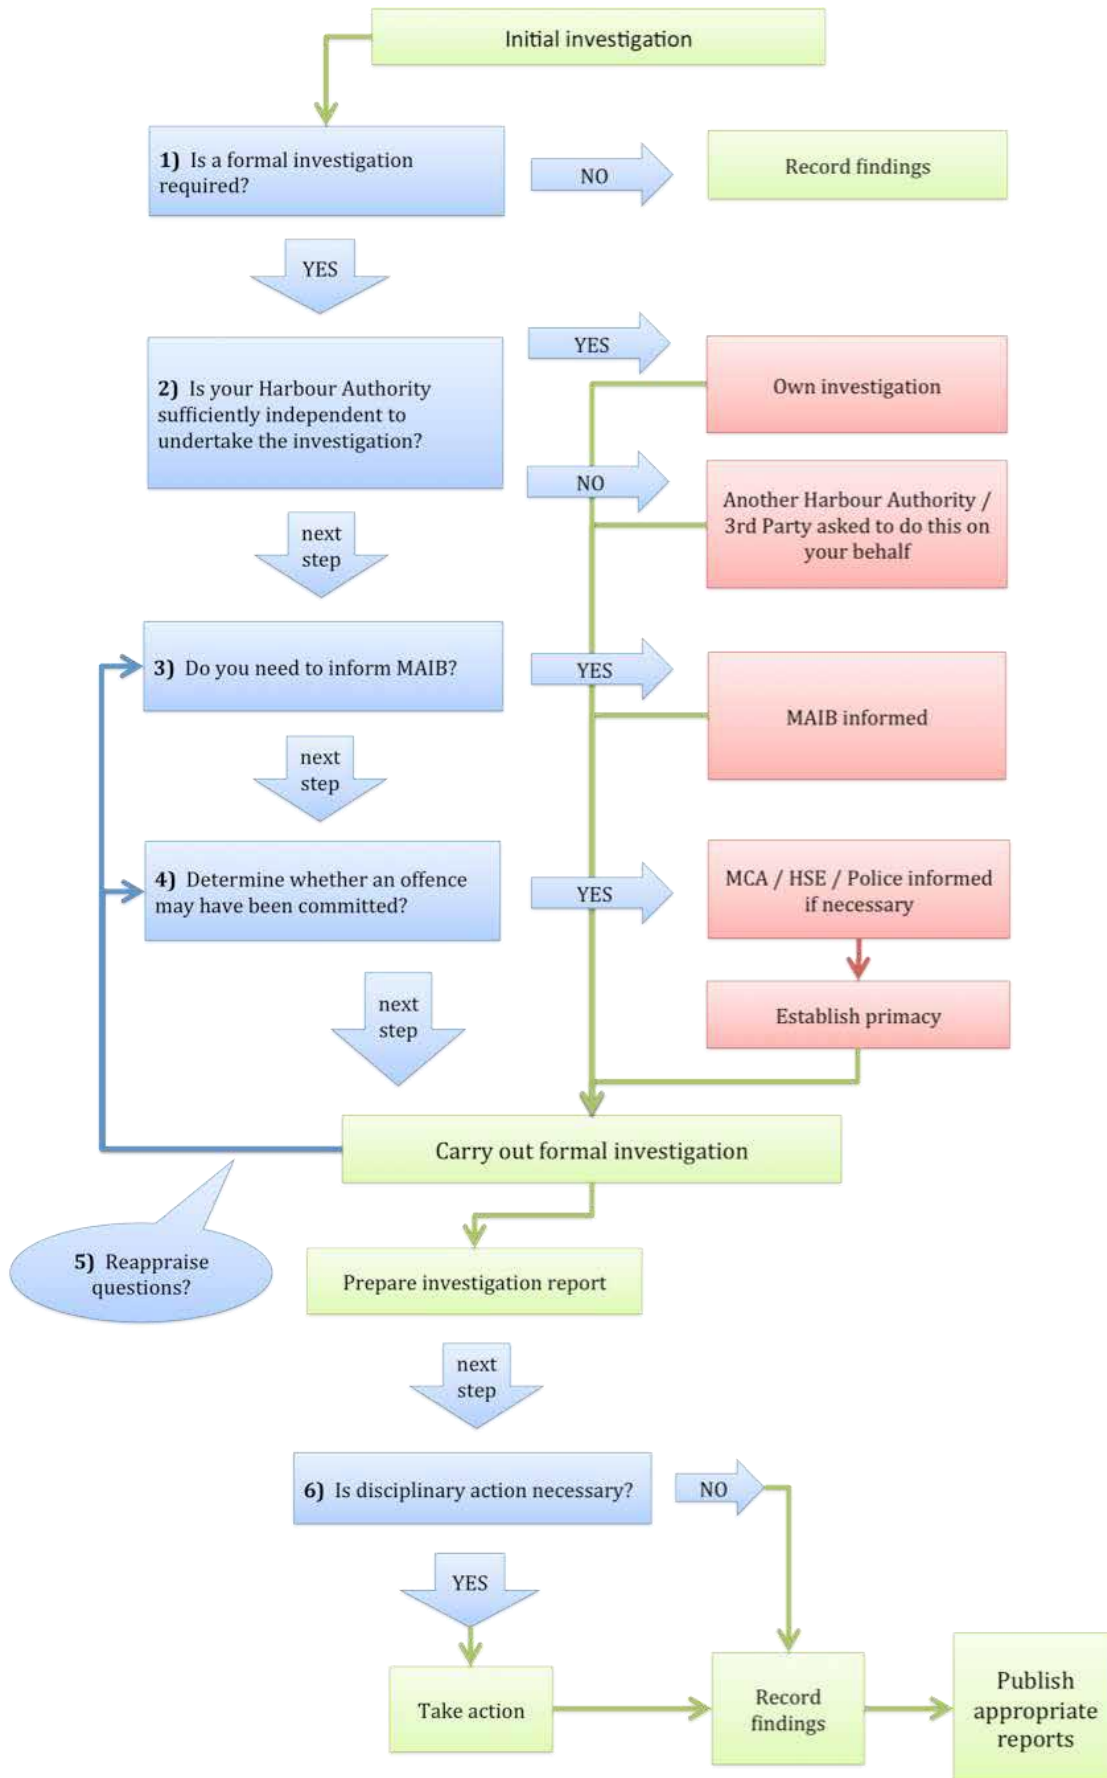 Initial investigation
1) Is a formal investigation
required?
NO
Record findings
YES
2) Is your Harbour Authority
sufficiently independent to
undertake the investigation?
YES
Own investigation
NO
Another Harbour Authority /
3rd Party asked to do this on
your behalf
next
step
3) Do you need to inform MAIB?
YES
MAIB informed
next
step
4) Determine whether an offence
may have been committed?
YES
MCA / HSE / Police informed
if necessary
Establish primacy
next
step
Carry out formal investigation
5) Reappraise
questions?
Prepare investigation report
next
step
6) Is disciplinary action necessary?
NO
YES
Take action
Record
findings
Publish
appropriate
reports